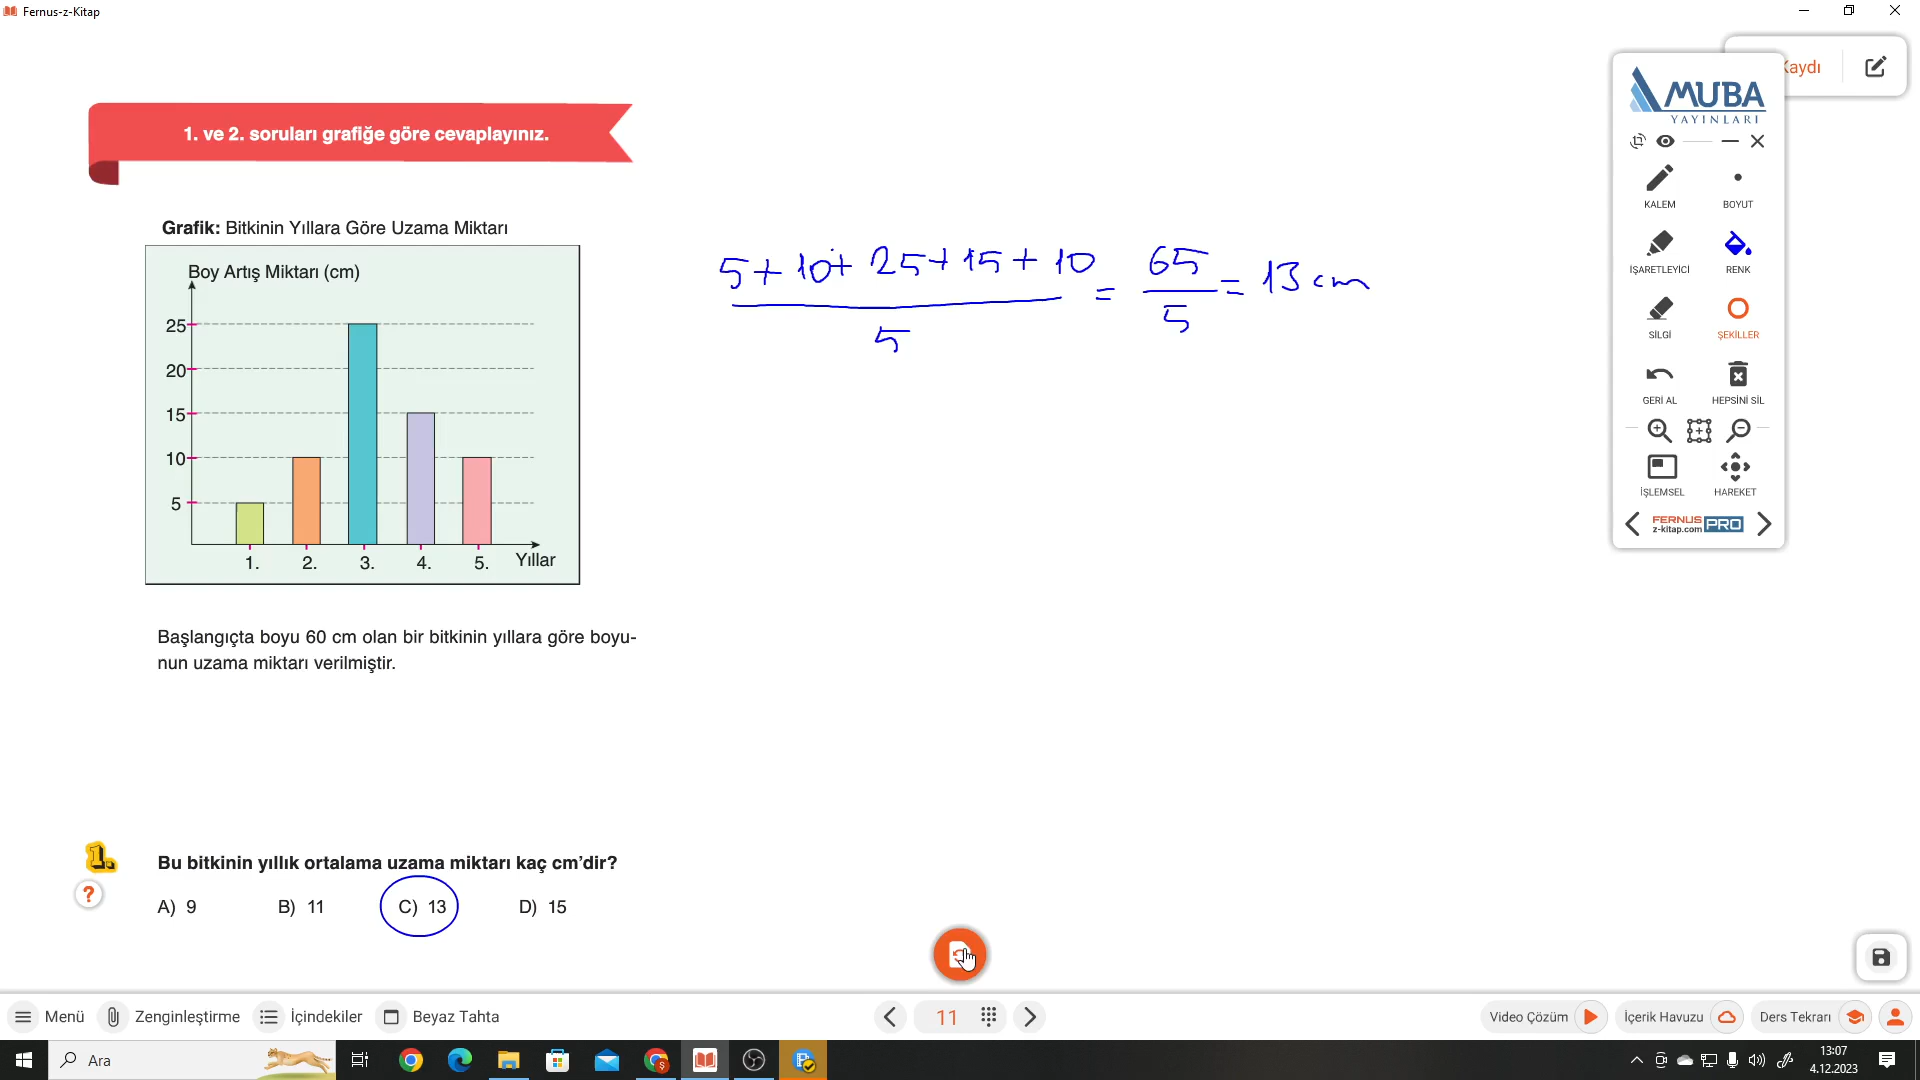 Fernus-z-Kitap
Kaydı
MUBA
YAYINLARI
1. ve 2. soruları grafiğe göre cevaplayınız.
KALEM
BOYUT
Grafik: Bitkinin Yıllara Göre Uzama Miktarı
İŞARETLEYİCİ
RENK
Boy Artış Miktarı (cm)
5+10+25+15+10 = 65 = 13 cm
5 5
SİLGİ
ŞEKİLLER
25
20
15
10
5
GERİ AL
HEPSİNİ SİL
İŞLEMSEL
HAREKET
FERNUS PRO
z-kitap.com
1. 2. 3. 4. 5. Yıllar
Başlangıçta boyu 60 cm olan bir bitkinin yıllara göre boyu-
nun uzama miktarı verilmiştir.
1. Bu bitkinin yıllık ortalama uzama miktarı kaç cm'dir?
?
A) 9 B) 11 C) 13 D) 15
Menü Zenginleştirme İçindekiler Beyaz Tahta 11 Video Çözüm İçerik Havuzu Ders Tekrarı
Ara
13:07
4.12.2023